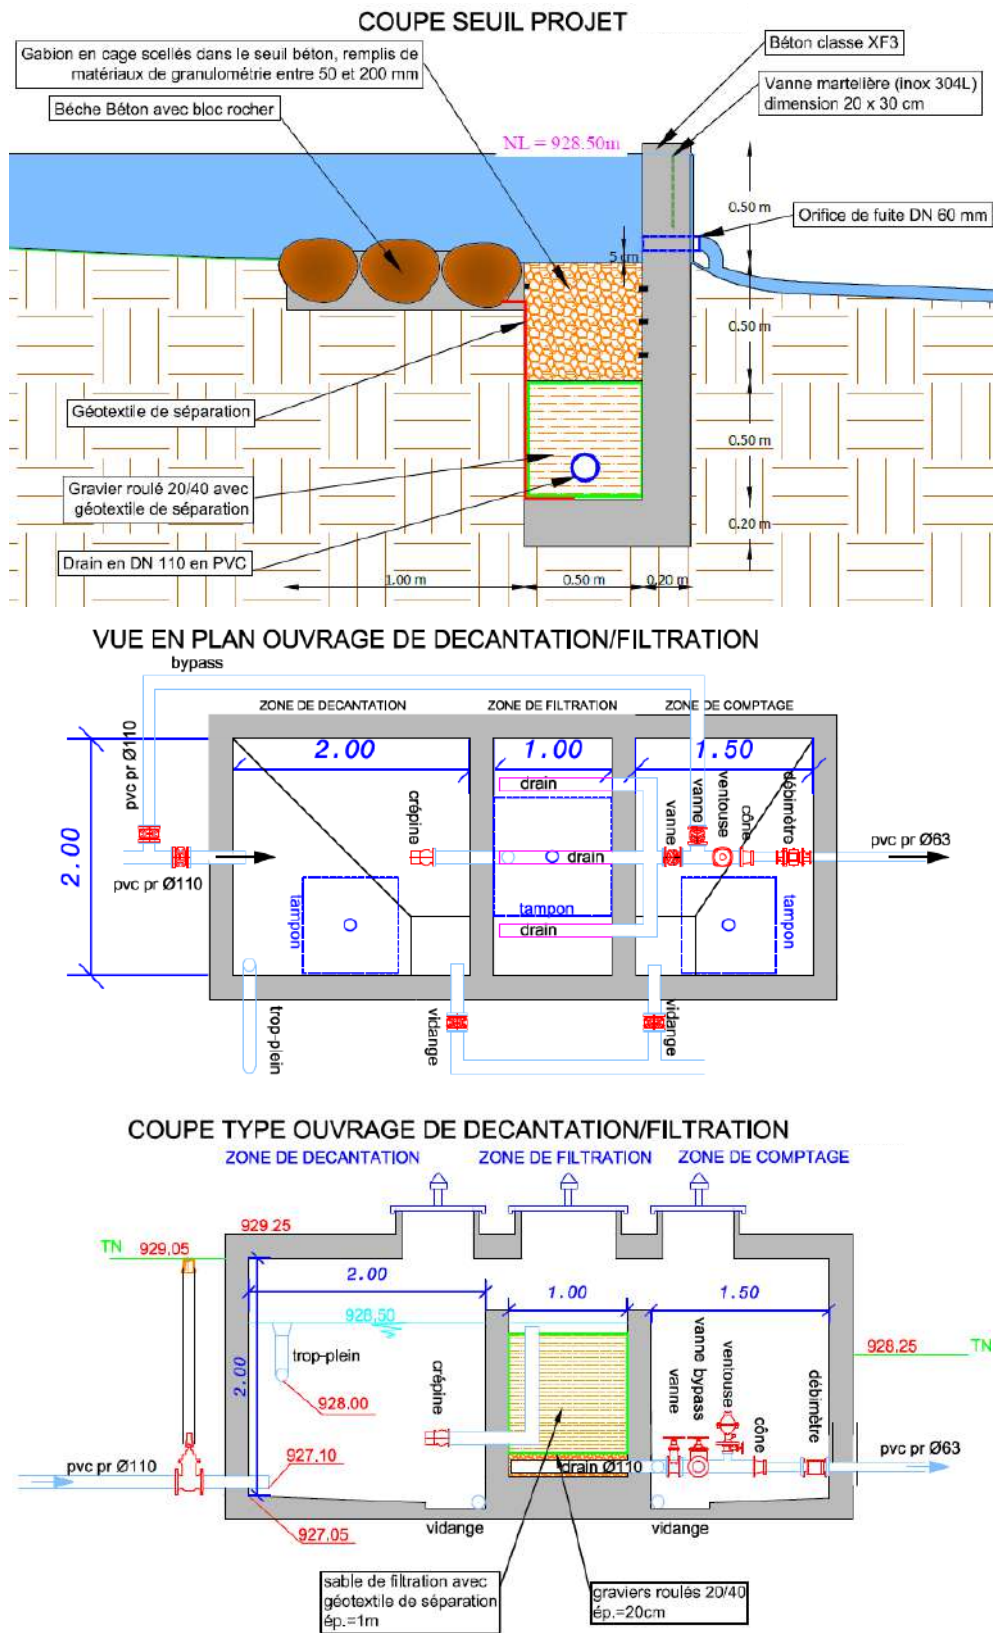 COUPE SEUIL PROJET
Gabion en cage scellés dans le seuil béton, remplis de
matériaux de granulométrie entre 50 et 200 mm
Béton classe XF3
Vanne martelière (inox 304L)
dimension 20 x 30 cm
Bèche Béton avec bloc rocher
NL = 928.50m
0.50 m
Orifice de fuite DN 60 mm
5 cm
0.50 m
Géotextile de séparation
0.50 m
Gravier roulé 20/40 avec
géotextile de séparation
0.20 m
Drain en DN 110 en PVC
1.00 m
0.50 m
0.20 m
VUE EN PLAN OUVRAGE DE DECANTATION/FILTRATION
bypass
ZONE DE DECANTATION
ZONE DE FILTRATION
ZONE DE COMPTAGE
pvc pr Ø110
2.00
1.00
1.50
2.00
drain
crépine
vanne
vanne
ventouse
cône
débimètre
pvc pr Ø63
drain
pvc pr Ø110
tampon
tampon
drain
tampon
trop-plein
vidange
vidange
COUPE TYPE OUVRAGE DE DECANTATION/FILTRATION
ZONE DE DECANTATION
ZONE DE FILTRATION
ZONE DE COMPTAGE
929.25
TN
929,05
2.00
1.00
1.50
928,50
2.00
trop-plein
928.00
crépine
vanne
vanne bypass
ventouse
cône
débimètre
928,25
TN
pvc pr Ø110
927.10
drain Ø110
pvc pr Ø63
927,05
vidange
vidange
sable de filtration avec
géotextile de séparation
ép.=1m
graviers roulés 20/40
ép.=20cm